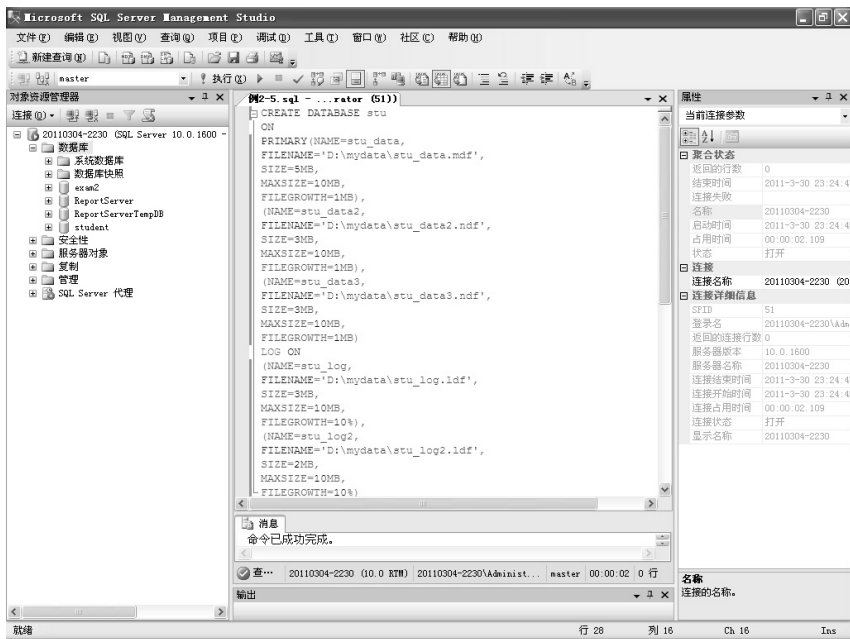 Microsoft SQL Server Management Studio
文件(F) 编辑(E) 视图(V) 查询(Q) 项目(P) 调试(D) 工具(T) 窗口(W) 社区(C) 帮助(H)
新建查询(N)
master 执行(X)
对象资源管理器
连接(O)
20110304-2230 (SQL Server 10.0.1600 -
数据库
系统数据库
数据库快照
exam2
ReportServer
ReportServerTempDB
student
安全性
服务器对象
复制
管理
SQL Server 代理
例2-5.sql - ...rator (51))
CREATE DATABASE stu
ON
PRIMARY(NAME=stu_data,
FILENAME='D:\mydata\stu_data.mdf',
SIZE=5MB,
MAXSIZE=10MB,
FILEGROWTH=1MB),
(NAME=stu_data2,
FILENAME='D:\mydata\stu_data2.ndf',
SIZE=3MB,
MAXSIZE=10MB,
FILEGROWTH=1MB),
(NAME=stu_data3,
FILENAME='D:\mydata\stu_data3.ndf',
SIZE=3MB,
MAXSIZE=10MB,
FILEGROWTH=1MB)
LOG ON
(NAME=stu_log,
FILENAME='D:\mydata\stu_log.ldf',
SIZE=3MB,
MAXSIZE=10MB,
FILEGROWTH=10%),
(NAME=stu_log2,
FILENAME='D:\mydata\stu_log2.ldf',
SIZE=2MB,
MAXSIZE=10MB,
FILEGROWTH=10%)
消息
命令已成功完成。
查… 20110304-2230 (10.0 RTM) 20110304-2230\Administ... master 00:00:02 0 行
输出
属性
当前连接参数
聚合状态
返回的行数 0
结束时间 2011-3-30 23:24:4
连接失败
名称 20110304-2230
启动时间 2011-3-30 23:24:4
占用时间 00:00:02.109
状态 打开
连接
连接名称 20110304-2230 (20
连接详细信息
SPID 51
登录名 20110304-2230\Adm
返回的连接行数 0
服务器版本 10.0.1600
服务器名称 20110304-2230
连接结束时间 2011-3-30 23:24:4
连接开始时间 2011-3-30 23:24:4
连接占用时间 00:00:02.109
连接状态 打开
显示名称 20110304-2230
名称
连接的名称。
就绪 行 28 列 16 Ch 16 Ins